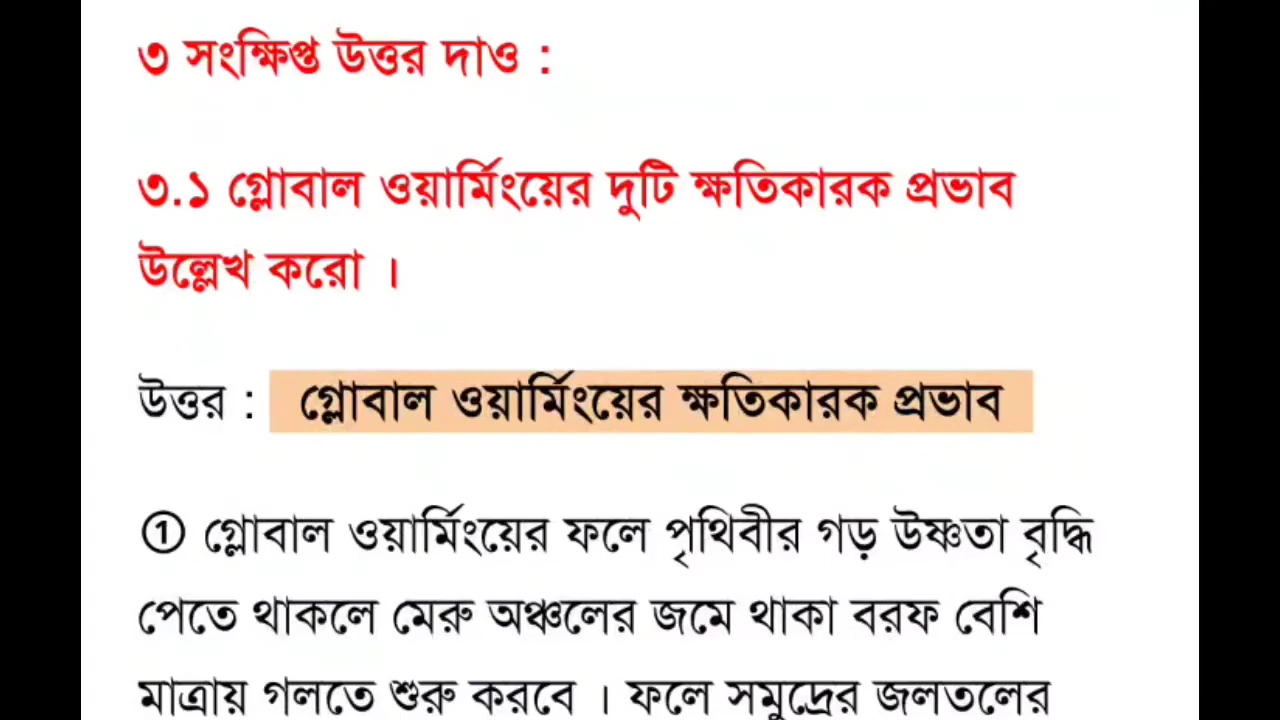 ৩ সংক্ষিপ্ত উত্তর দাও :
৩.১ গ্লোবাল ওয়ার্মিংয়ের দুটি ক্ষতিকারক প্রভাব
উল্লেখ করো ।
উত্তর : গ্লোবাল ওয়ার্মিংয়ের ক্ষতিকারক প্রভাব
① গ্লোবাল ওয়ার্মিংয়ের ফলে পৃথিবীর গড় উষ্ণতা বৃদ্ধি
পেতে থাকলে মেরু অঞ্চলের জমে থাকা বরফ বেশি
মাত্রায় গলতে শুরু করবে । ফলে সমুদ্রের জলতলের